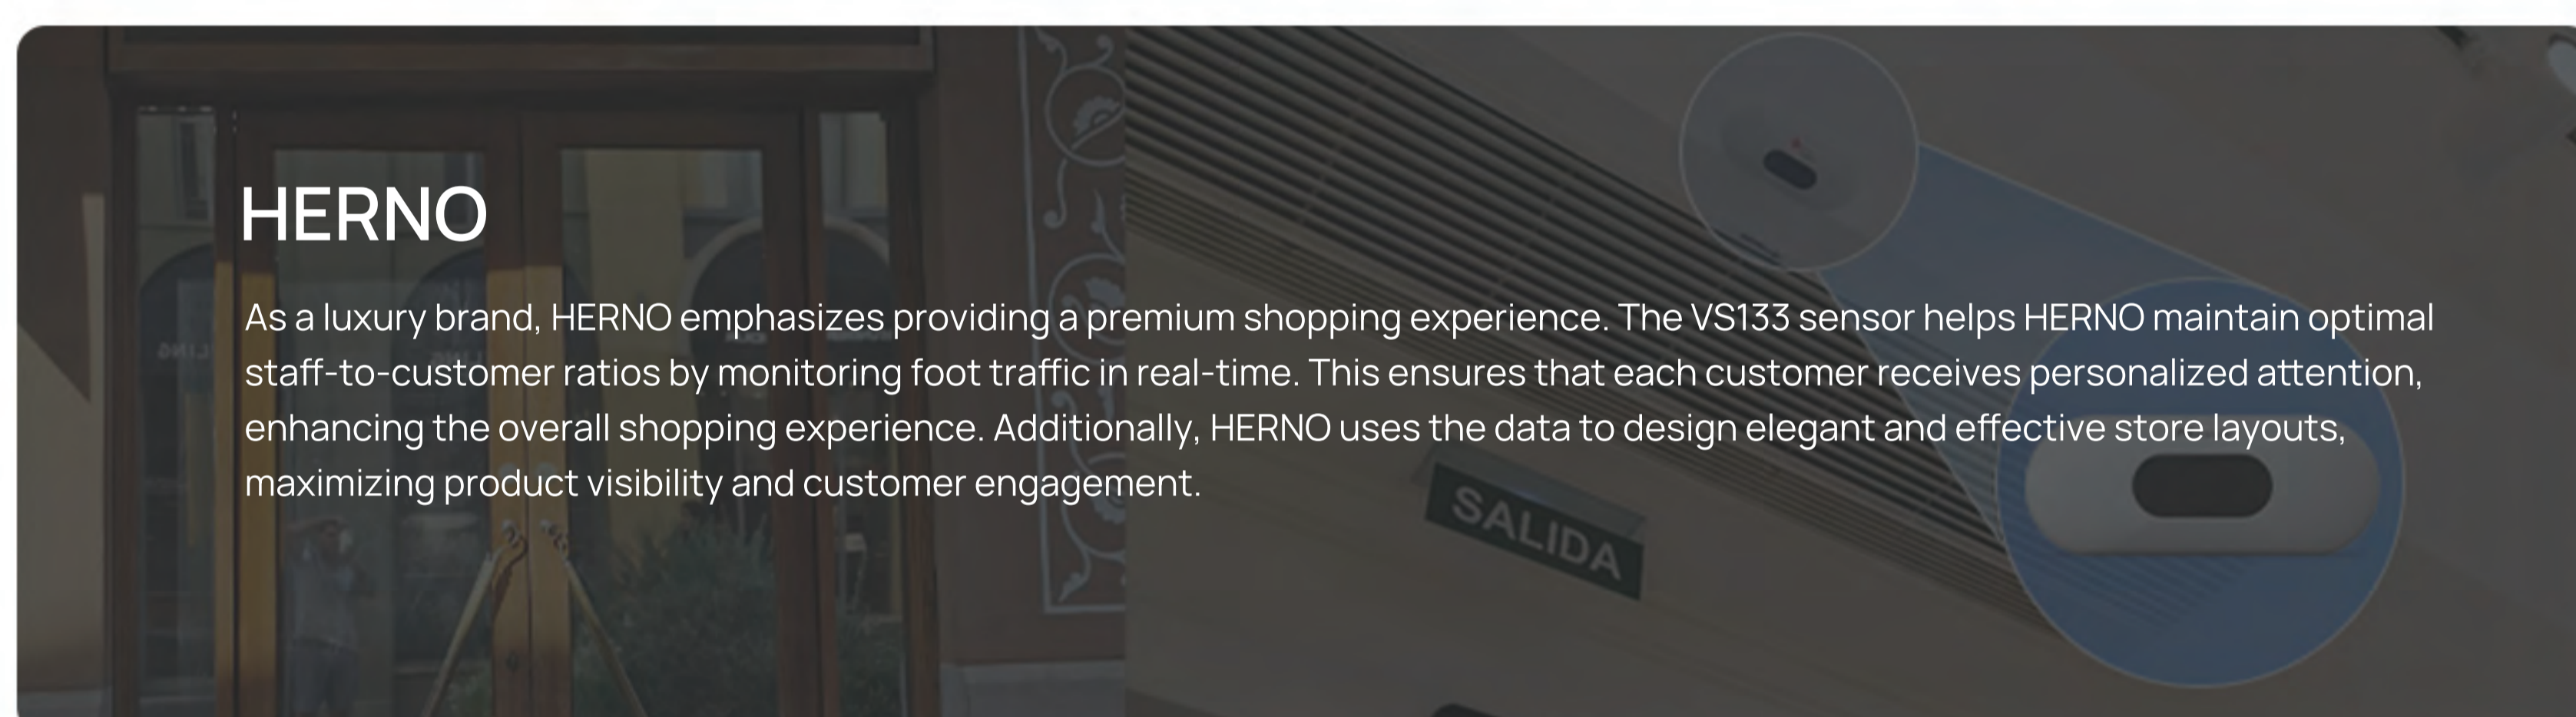 HERNO
As a luxury brand, HERNO emphasizes providing a premium shopping experience. The VS133 sensor helps HERNO maintain optimal
staff-to-customer ratios by monitoring foot traffic in real-time. This ensures that each customer receives personalized attention,
enhancing the overall shopping experience. Additionally, HERNO uses the data to design elegant and effective store layouts,
maximizing product visibility and customer engagement.
SALIDA